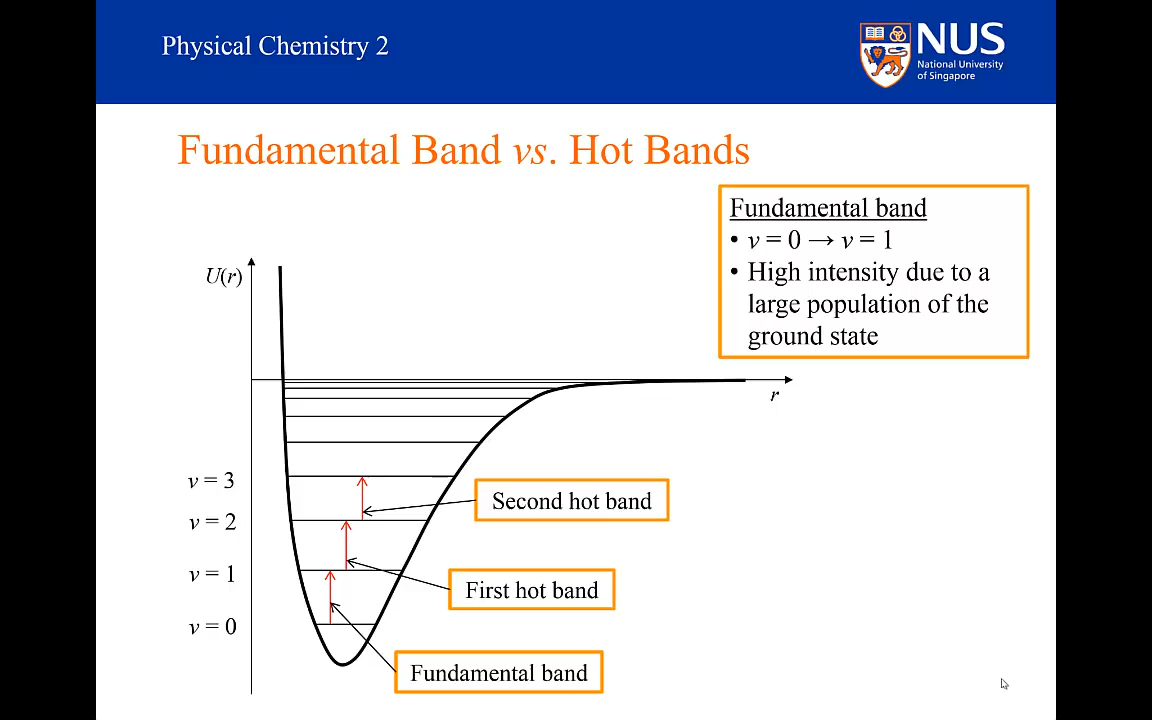 Physical Chemistry 2
NUS
National University
of Singapore
Fundamental Band vs. Hot Bands
Fundamental band
• v = 0 → v = 1
• High intensity due to a
large population of the
ground state
U(r)
r
v = 3
Second hot band
v = 2
v = 1
First hot band
v = 0
Fundamental band